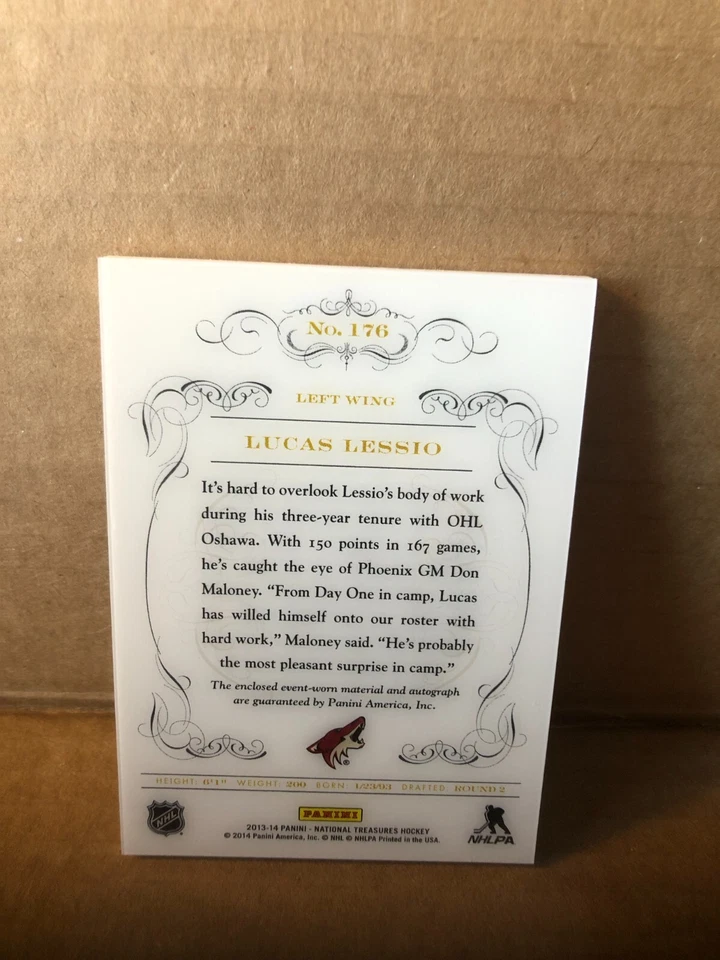 No. 176
LEFT WING
LUCAS LESSIO
It's hard to overlook Lessio's body of work
during his three-year tenure with OHL
Oshawa. With 150 points in 167 games,
he's caught the eye of Phoenix GM Don
Maloney. “From Day One in camp, Lucas
has willed himself onto our roster with
hard work,” Maloney said. “He's probably
the most pleasant surprise in camp.”
The enclosed event-worn material and autograph
are guaranteed by Panini America, Inc.
®
HEIGHT: 6'1" WEIGHT: 200 BORN: 1/23/93 DRAFTED: ROUND 2
NHL
PANINI
NHLPA
2013-14 PANINI - NATIONAL TREASURES HOCKEY
© 2014 Panini America, Inc. © NHL © NHLPA Printed in the USA.